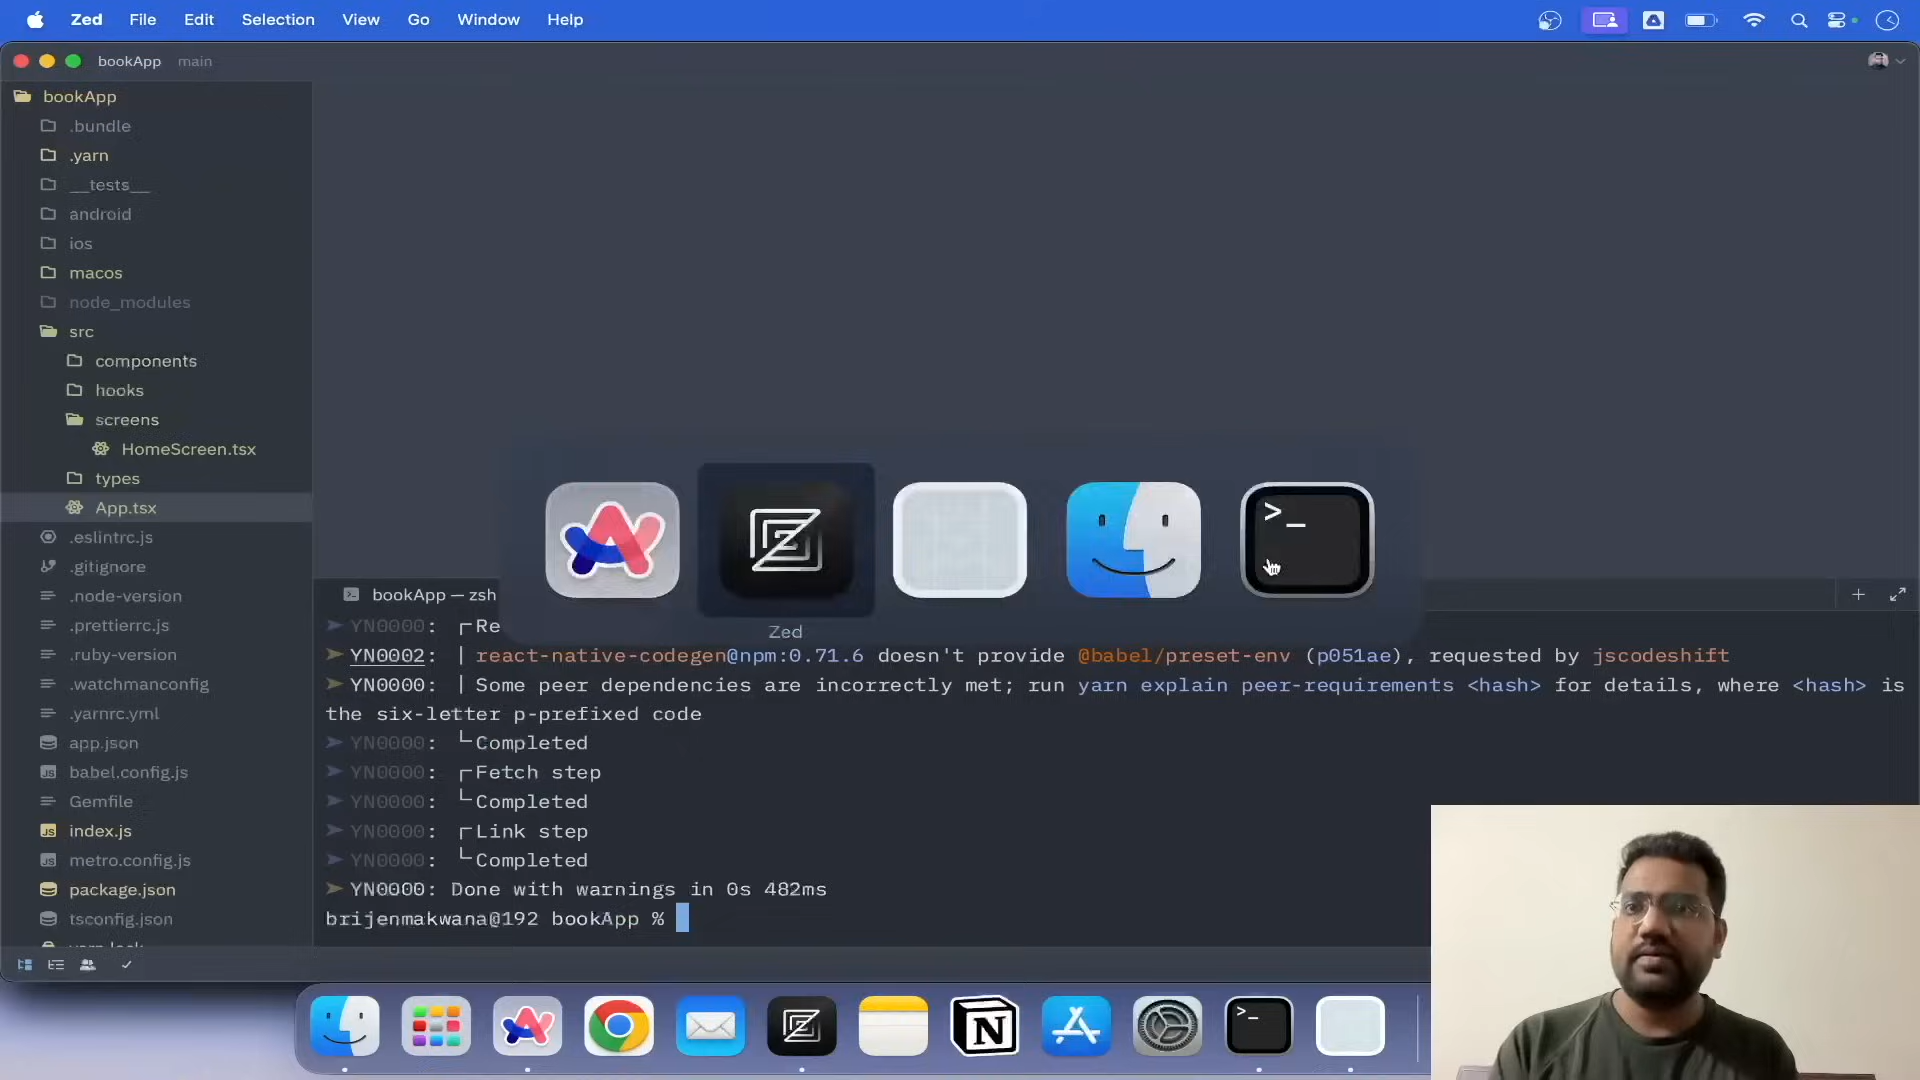 Zed File Edit Selection View Go Window Help
bookApp main
bookApp
.bundle
.yarn
__tests__
android
ios
macos
node_modules
src
components
hooks
screens
HomeScreen.tsx
types
App.tsx
.eslintrc.js
.gitignore
.node-version
.prettierrc.js
.ruby-version
.watchmanconfig
.yarnrc.yml
app.json
babel.config.js
Gemfile
index.js
metro.config.js
package.json
tsconfig.json
Zed
bookApp — zsh
➤ YN0000: ┌Re
➤ YN0002: │ react-native-codegen@npm:0.71.6 doesn't provide @babel/preset-env (p051ae), requested by jscodeshift
➤ YN0000: │ Some peer dependencies are incorrectly met; run yarn explain peer-requirements <hash> for details, where <hash> is
the six-letter p-prefixed code
➤ YN0000: └Completed
➤ YN0000: ┌Fetch step
➤ YN0000: └Completed
➤ YN0000: ┌Link step
➤ YN0000: └Completed
➤ YN0000: Done with warnings in 0s 482ms
brijenmakwana@192 bookApp %